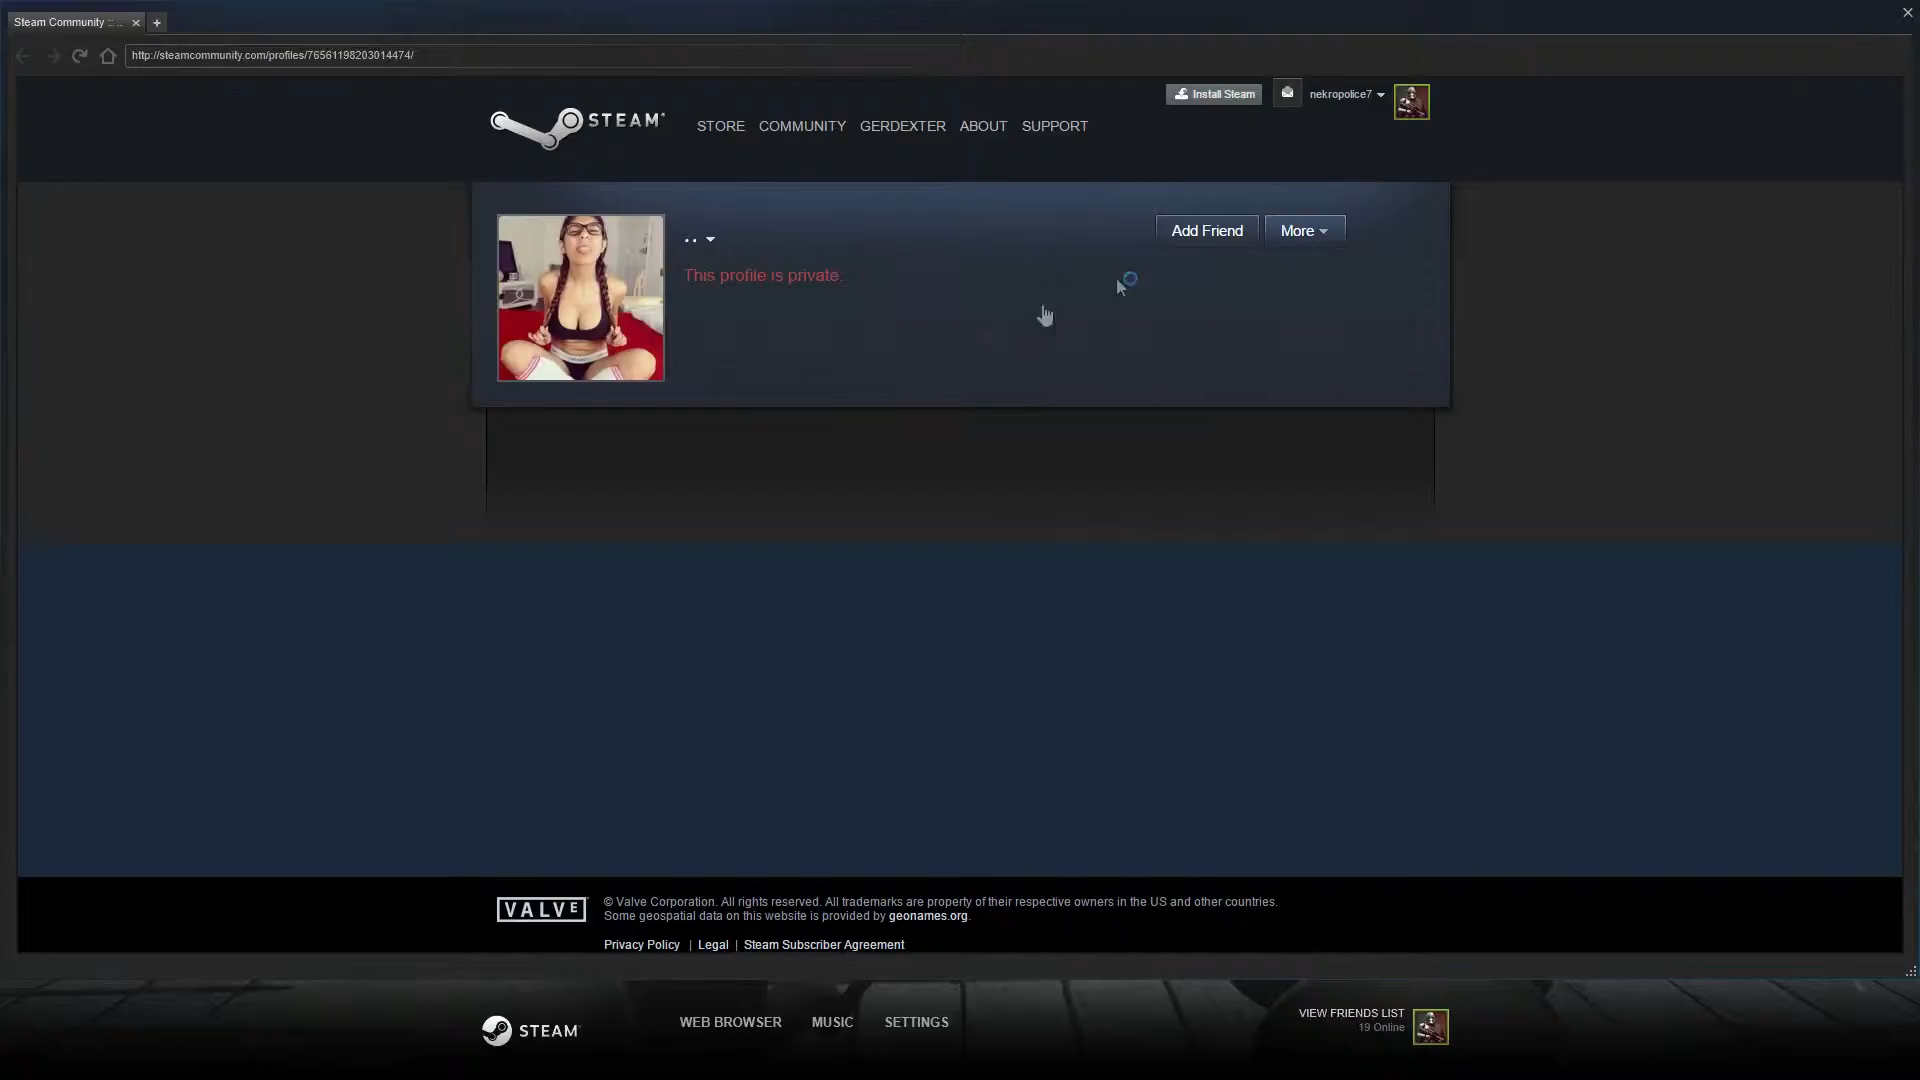 Steam Community :: ..
http://steamcommunity.com/profiles/76561198203014474/
Install Steam
nekropolice7
STEAM
STORE COMMUNITY GERDEXTER ABOUT SUPPORT
..
Add Friend
More
This profile is private.
VALVE
© Valve Corporation. All rights reserved. All trademarks are property of their respective owners in the US and other countries.
Some geospatial data on this website is provided by geonames.org.
Privacy Policy | Legal | Steam Subscriber Agreement
STEAM
WEB BROWSER MUSIC SETTINGS
VIEW FRIENDS LIST
19 Online